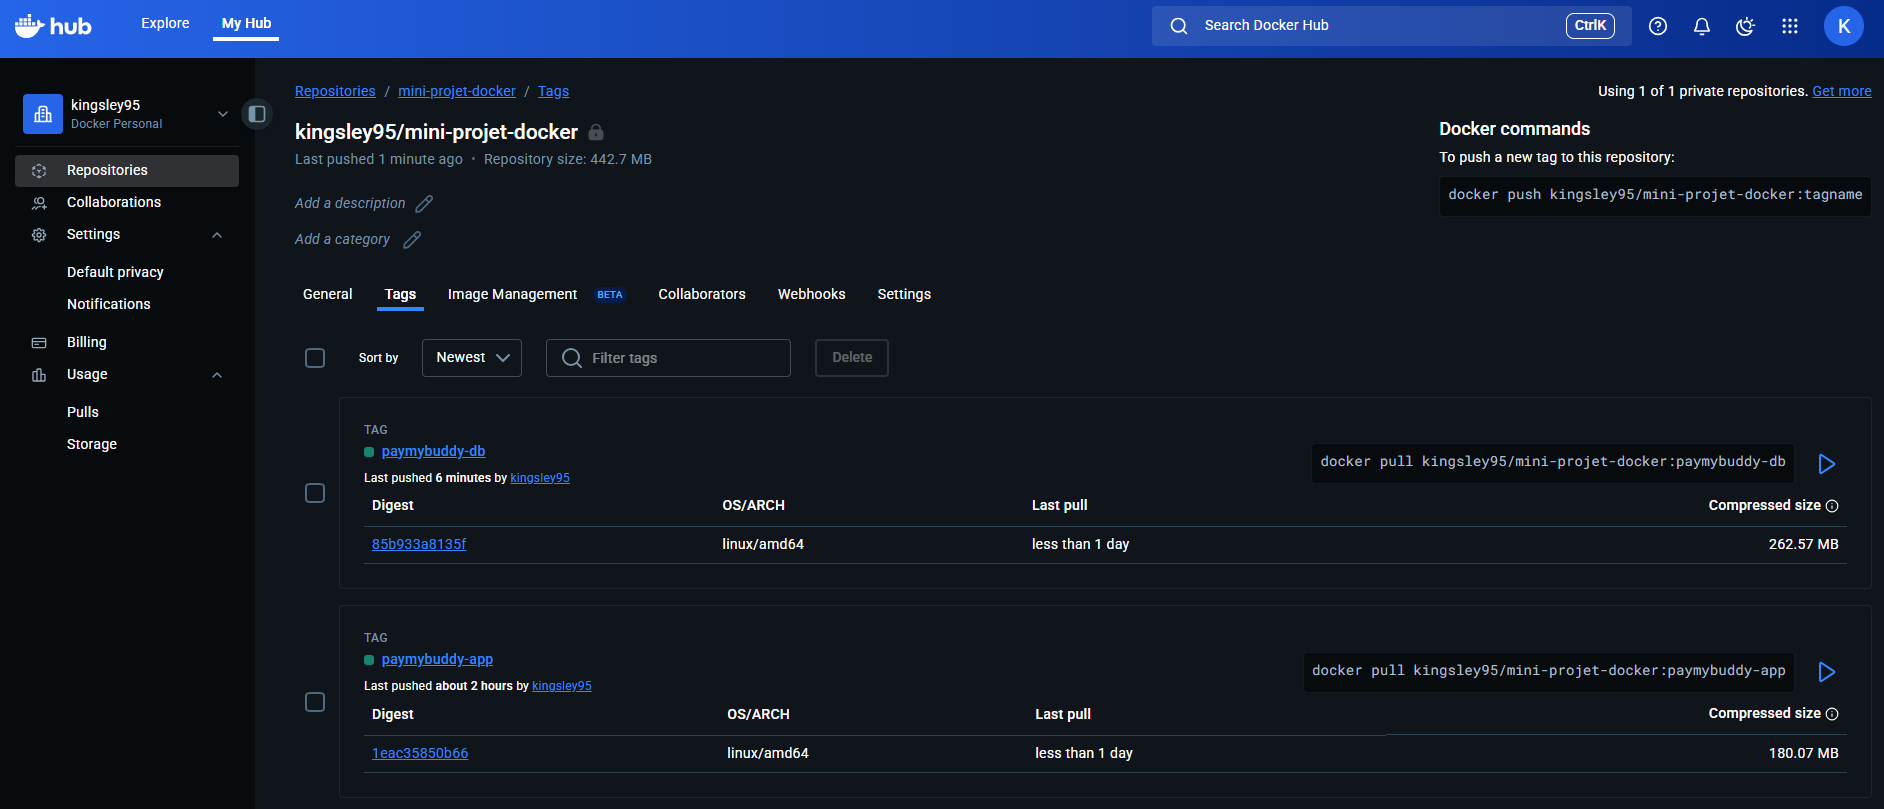 hub
Explore
My Hub
Search Docker Hub
CtrlK
K
kingsley95
Docker Personal
Repositories
Collaborations
Settings
Default privacy
Notifications
Billing
Usage
Pulls
Storage
Repositories / mini-projet-docker / Tags
Using 1 of 1 private repositories. Get more
kingsley95/mini-projet-docker
Last pushed 1 minute ago • Repository size: 442.7 MB
Add a description
Add a category
Docker commands
To push a new tag to this repository:
docker push kingsley95/mini-projet-docker:tagname
General Tags Image Management BETA Collaborators Webhooks Settings
Sort by Newest Filter tags Delete
TAG
paymybuddy-db
docker pull kingsley95/mini-projet-docker:paymybuddy-db
Last pushed 6 minutes by kingsley95
Digest OS/ARCH Last pull Compressed size
85b933a8135f linux/amd64 less than 1 day 262.57 MB
TAG
paymybuddy-app
docker pull kingsley95/mini-projet-docker:paymybuddy-app
Last pushed about 2 hours by kingsley95
Digest OS/ARCH Last pull Compressed size
1eac35850b66 linux/amd64 less than 1 day 180.07 MB